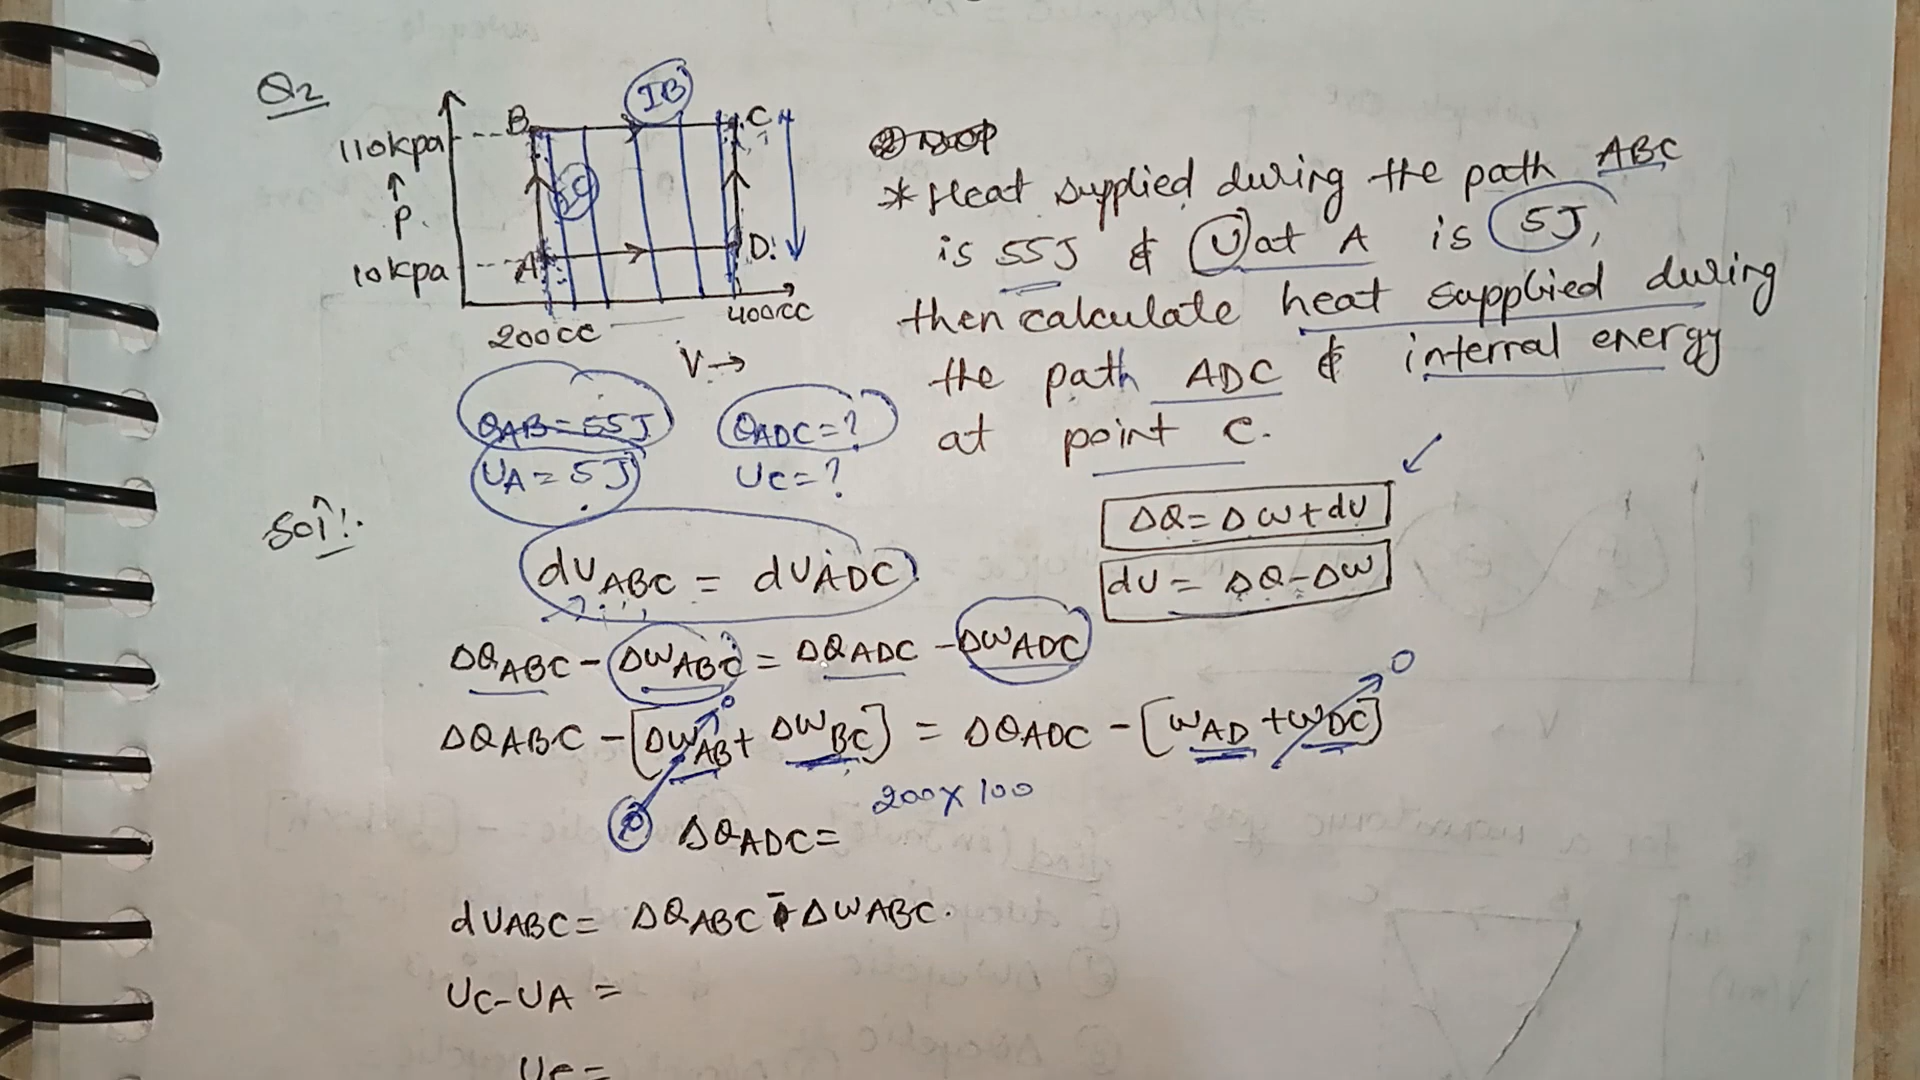 Q2
IB
B
C
110kpa
P.
10kpa
A
D
200cc
400cc
V→
* Heat supplied during the path ABC
is 55J & U at A is 5J,
then calculate heat supplied during
the path ADC & internal energy
at point C.
QAB = 55J
QADC = ?
UA = 5J
UC = ?
Sol:
ΔQ = ΔW + dU
dU = ΔQ - ΔW
dUABC = dUADC
ΔQABC - ΔWABC = ΔQADC - ΔWADC
0
ΔQABC - [ΔWAB + ΔWBC] = ΔQADC - [WAD + WDC]
0
200 x 100
ΔQADC =
dUABC = ΔQABC - ΔWABC.
UC - UA =
UC =